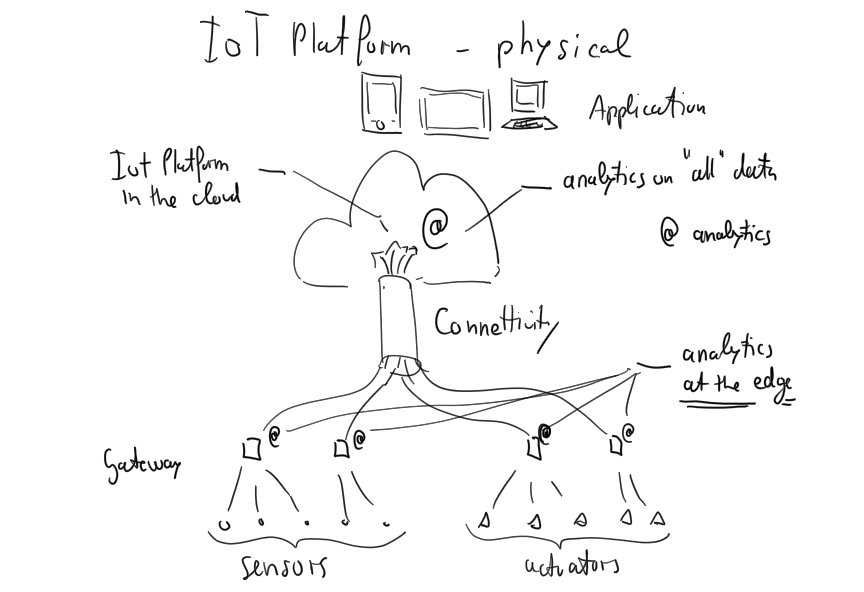 IoT Platform - physical
Application
IoT Platform
in the cloud
analytics on "all" data
@
@ analytics
Connettivity
analytics
at the edge
@
@
@
@
Gateway
sensors
actuators